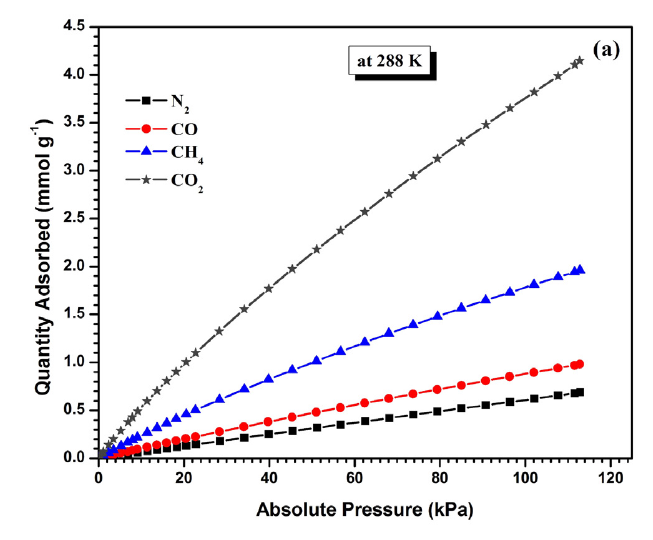 4.5
(a)
at 288 K
4.0
N2
3.5
CO
CH4
3.0
CO2
2.5
2.0
1.5
1.0
0.5
0.0
0 20 40 60 80 100 120
Quantity Adsorbed (mmol g-1)
Absolute Pressure (kPa)